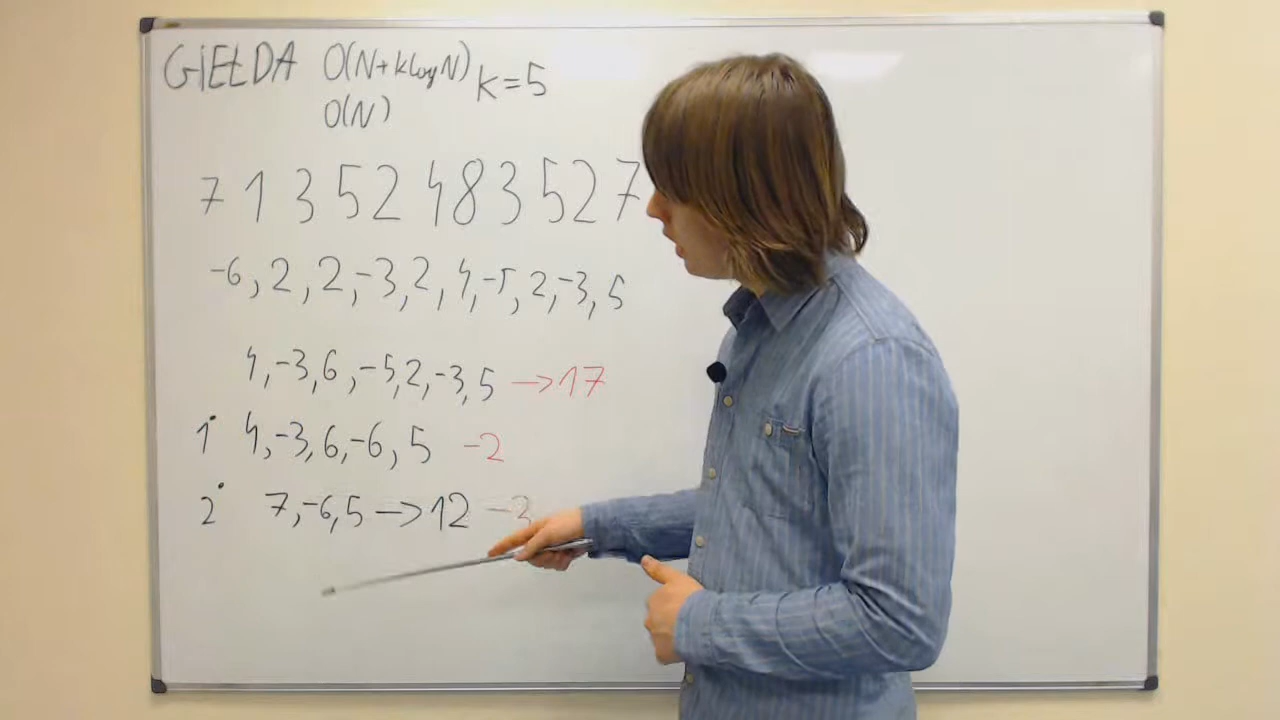 GIEŁDA O(N+klogN) k=5
O(N)
7 1 3 5 2 4 8 3 5 2 7
-6, 2, 2, -3, 2, 4, -5, 2, -3, 5
4, -3, 6, -5, 2, -3, 5 →17
1° 4, -3, 6, -6, 5 -2
2° 7, -6, 5 → 12 -3